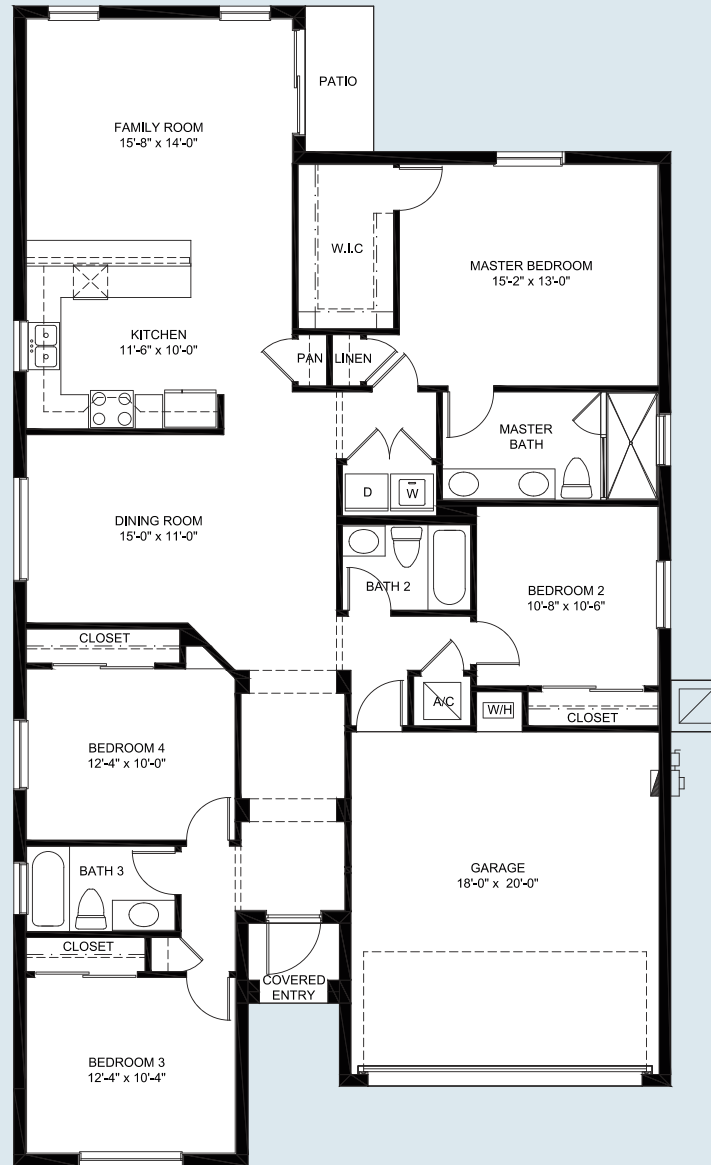 PATIO
FAMILY ROOM
15'-8" x 14'-0"
W.I.C
MASTER BEDROOM
15'-2" x 13'-0"
KITCHEN
11'-6" x 10'-0"
PAN
LINEN
MASTER
BATH
D
W
DINING ROOM
15'-0" x 11'-0"
BATH 2
BEDROOM 2
10'-8" x 10'-6"
CLOSET
A/C
W/H
CLOSET
BEDROOM 4
12'-4" x 10'-0"
BATH 3
GARAGE
18'-0" x 20'-0"
CLOSET
COVERED
ENTRY
BEDROOM 3
12'-4" x 10'-4"